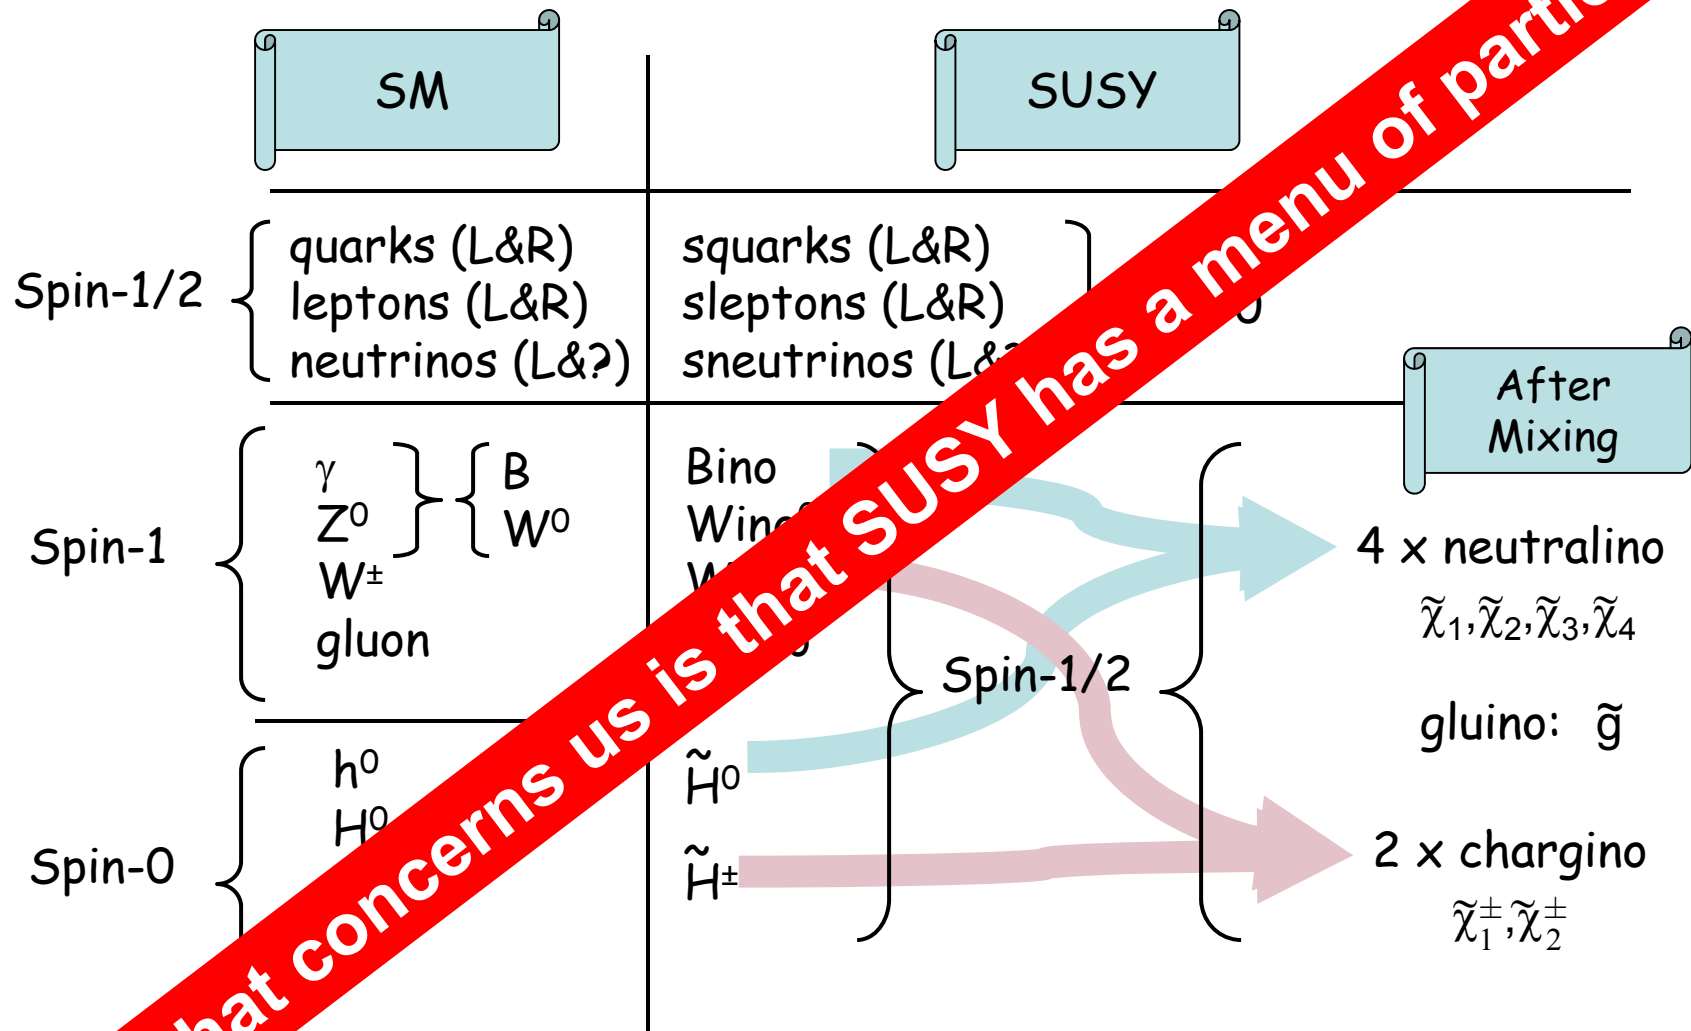 SM
SUSY
Spin-1/2
quarks (L&R)
leptons (L&R)
neutrinos (L&?)
squarks (L&R)
sleptons (L&R)
sneutrinos
After
Mixing
Spin-1
γ
Z⁰
W±
gluon
B
W⁰
Bino
Spin-1/2
4 x neutralino
χ̃₁,χ̃₂,χ̃₃,χ̃₄
gluino: g̃
2 x chargino
χ̃₁±,χ̃₂±
Spin-0
h⁰
H⁰
H̃⁰
H̃±
concerns us is that SUSY has a menu of